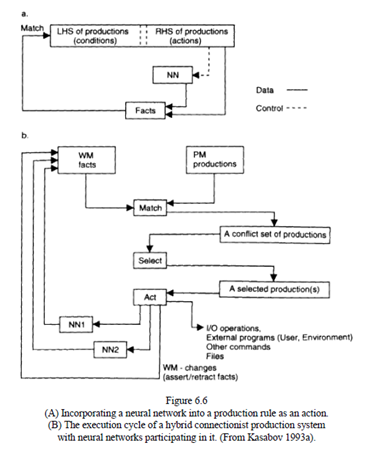 a.
Match
LHS of productions
(conditions)
RHS of productions
(actions)
NN
Data
Control
Facts
b.
WM
facts
PM
productions
Match
A conflict set of productions
Select
A selected production(s)
Act
NN1
I/O operations,
External programs (User, Environment)
Other commands
Files
NN2
WM - changes
(assert/retract facts)
Figure 6.6
(A) Incorporating a neural network into a production rule as an action.
(B) The execution cycle of a hybrid connectionist production system
with neural networks participating in it. (From Kasabov 1993a).